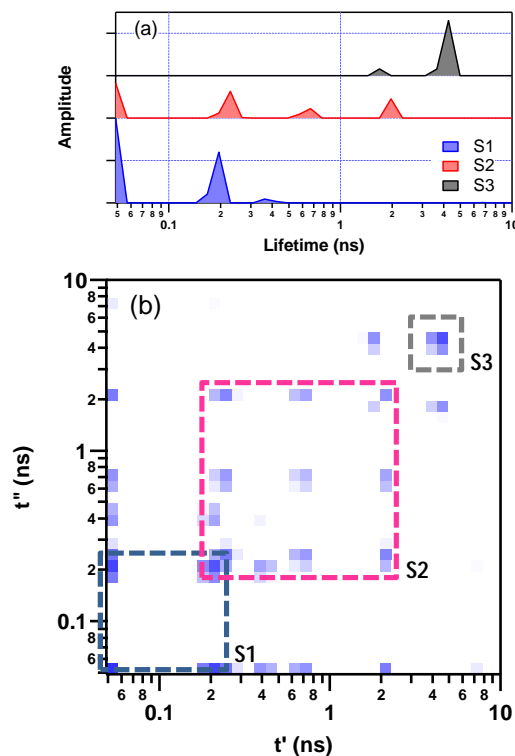 (a)
Amplitude
S1
S2
S3
5 6 7 8 9 0.1 2 3 4 5 6 7 8 9 1 2 3 4 5 6 7 8 9 10
Lifetime (ns)
(b)
10
8
6
4
2
1
8
6
4
2
0.1
8
6
t'' (ns)
S3
S2
S1
6 8 0.1 2 4 6 8 1 2 4 6 8 10
t' (ns)